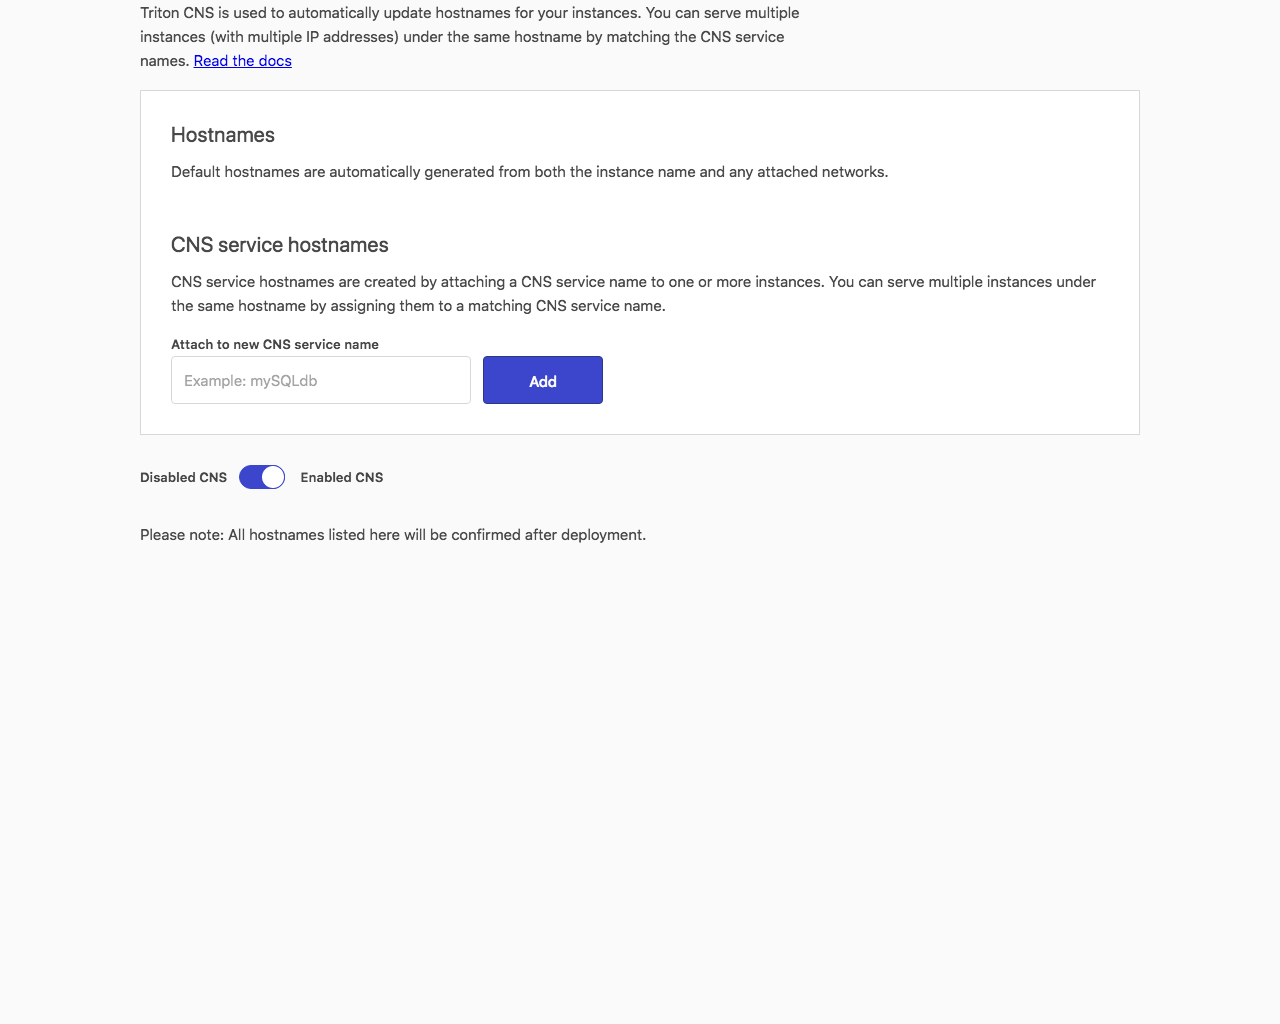 Triton CNS is used to automatically update hostnames for your instances. You can serve multiple
instances (with multiple IP addresses) under the same hostname by matching the CNS service
names. Read the docs
Hostnames
Default hostnames are automatically generated from both the instance name and any attached networks.
CNS service hostnames
CNS service hostnames are created by attaching a CNS service name to one or more instances. You can serve multiple instances under
the same hostname by assigning them to a matching CNS service name.
Attach to new CNS service name
Example: mySQLdb
Add
Disabled CNS Enabled CNS
Please note: All hostnames listed here will be confirmed after deployment.